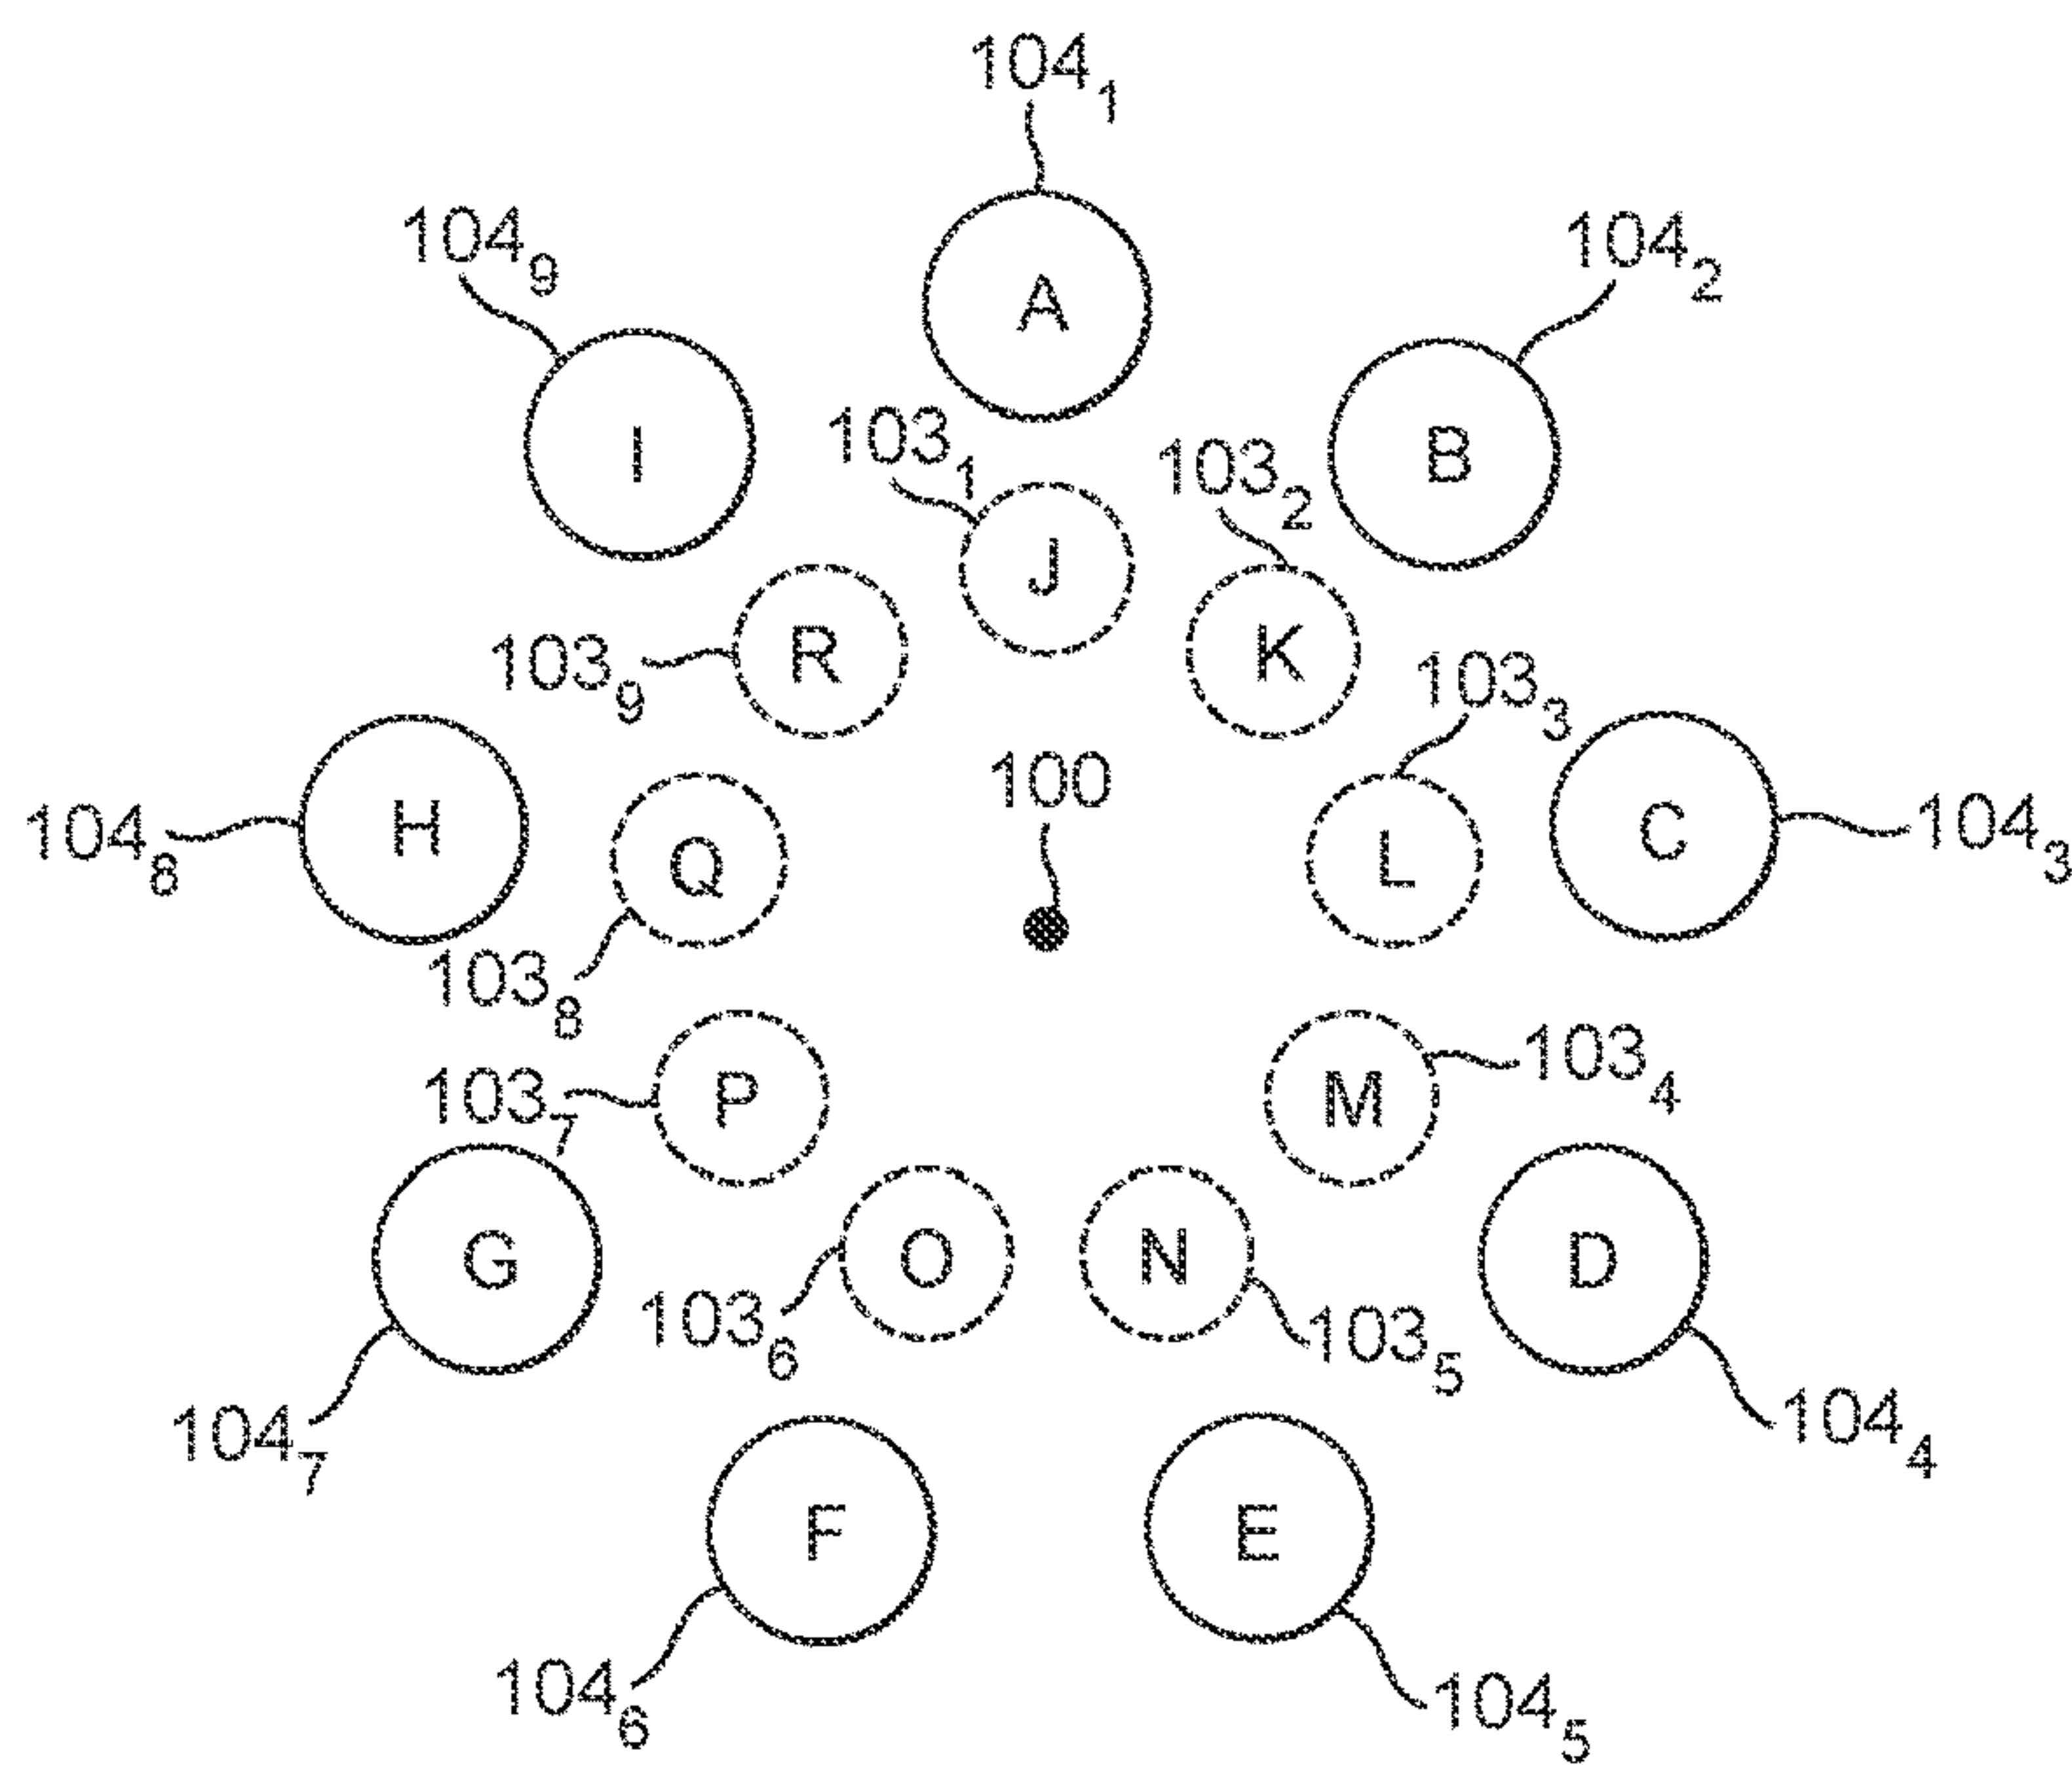 104₁
104₉
104₂
A
I
B
103₁
103₂
J
R
K
103₉
103₃
100
H
Q
L
C
104₈
104₃
103₈
103₇
P
M
103₄
G
O
N
D
103₆
103₅
104₇
104₄
F
E
104₆
104₅